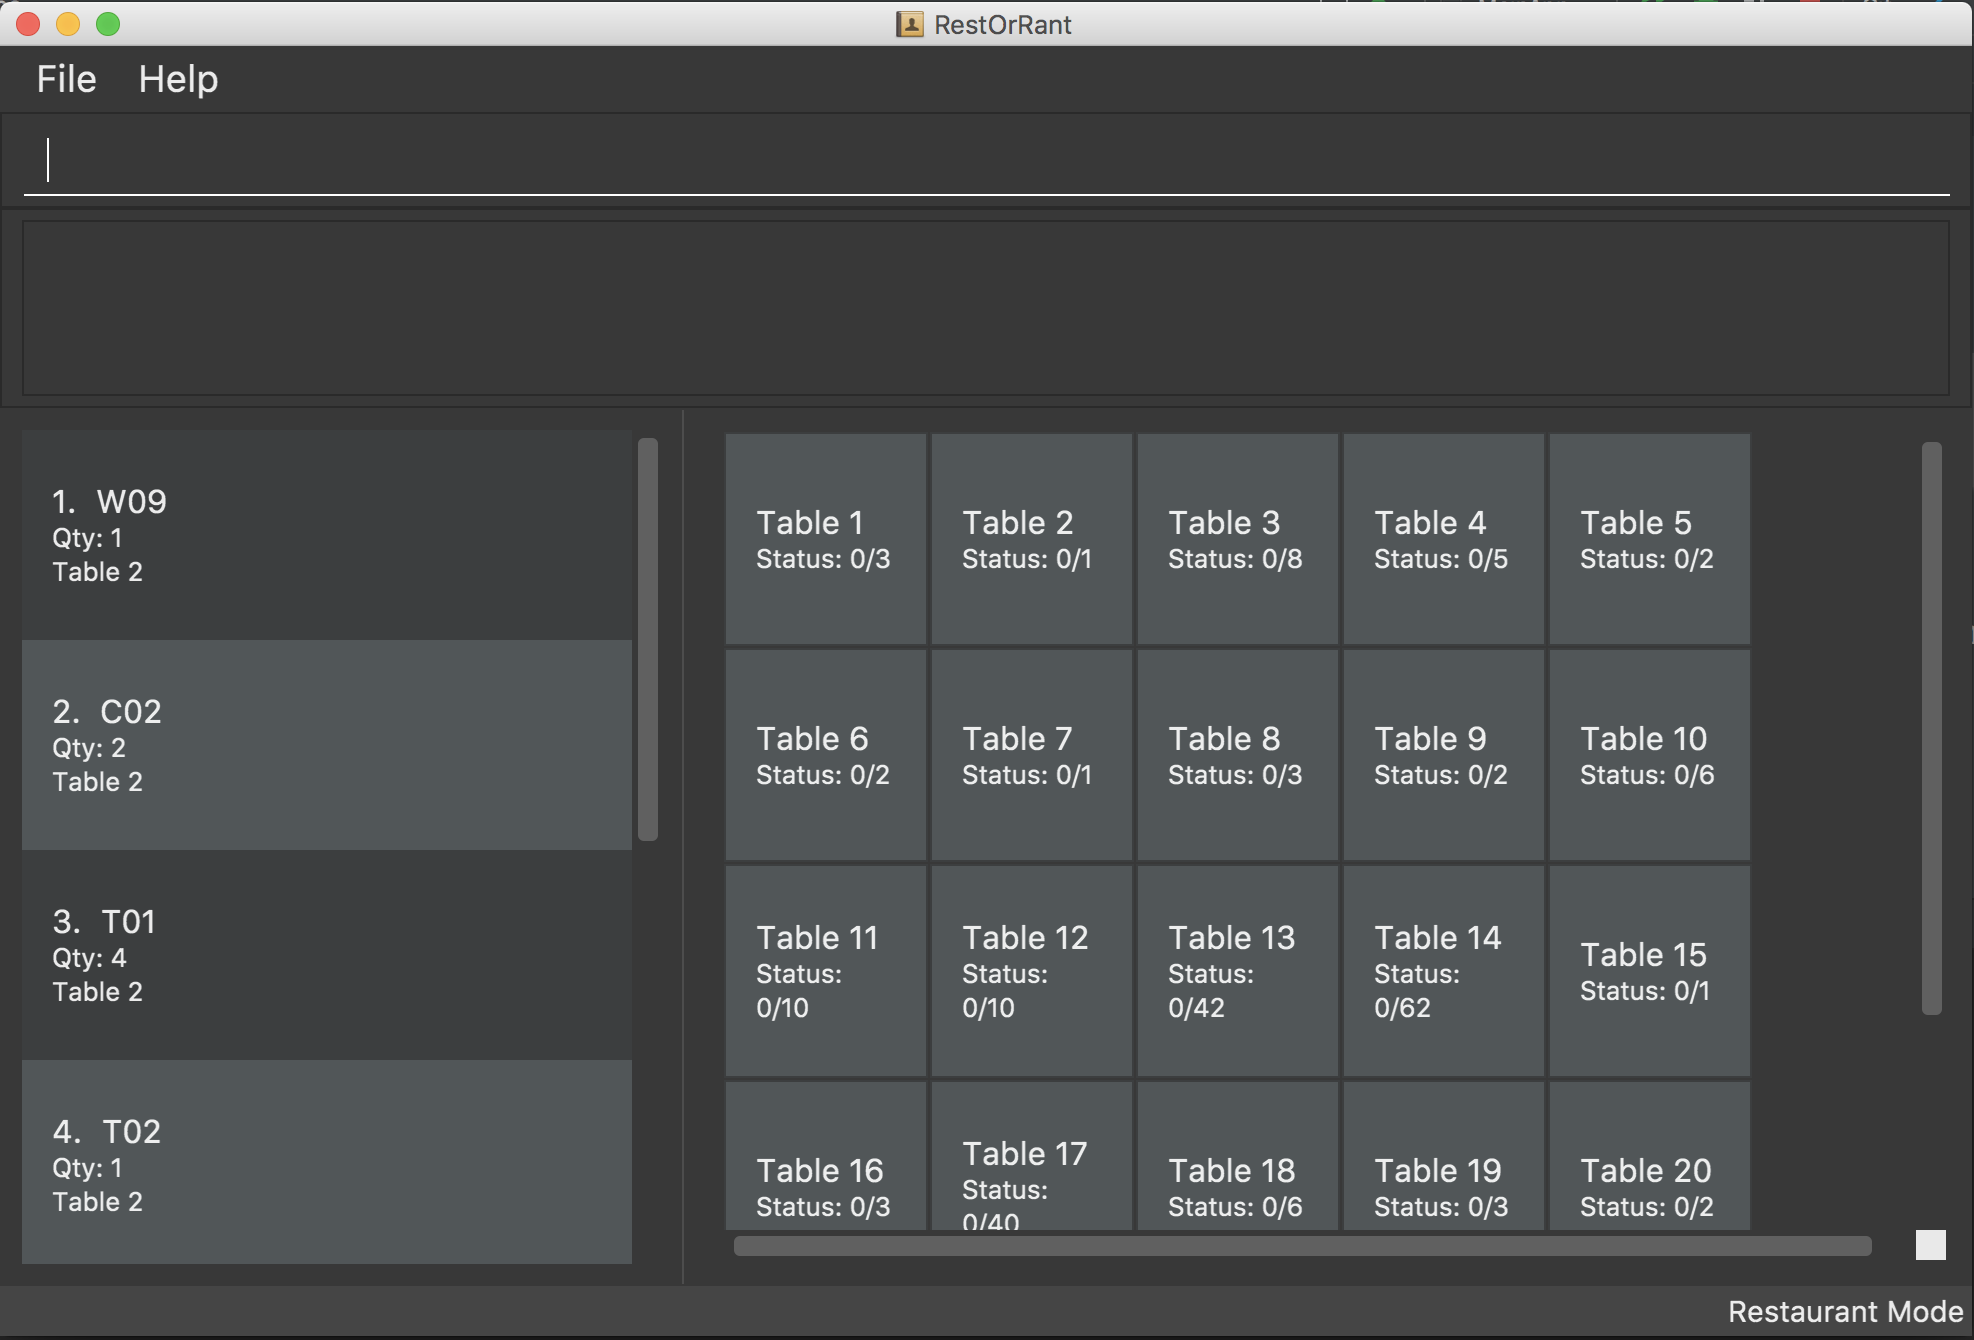 RestOrRant
File Help
1. W09
Qty: 1
Table 2
2. C02
Qty: 2
Table 2
3. T01
Qty: 4
Table 2
4. T02
Qty: 1
Table 2
Table 1
Status: 0/3
Table 2
Status: 0/1
Table 3
Status: 0/8
Table 4
Status: 0/5
Table 5
Status: 0/2
Table 6
Status: 0/2
Table 7
Status: 0/1
Table 8
Status: 0/3
Table 9
Status: 0/2
Table 10
Status: 0/6
Table 11
Status:
0/10
Table 12
Status:
0/10
Table 13
Status:
0/42
Table 14
Status:
0/62
Table 15
Status: 0/1
Table 16
Status: 0/3
Table 17
Status:
0/40
Table 18
Status: 0/6
Table 19
Status: 0/3
Table 20
Status: 0/2
Restaurant Mode